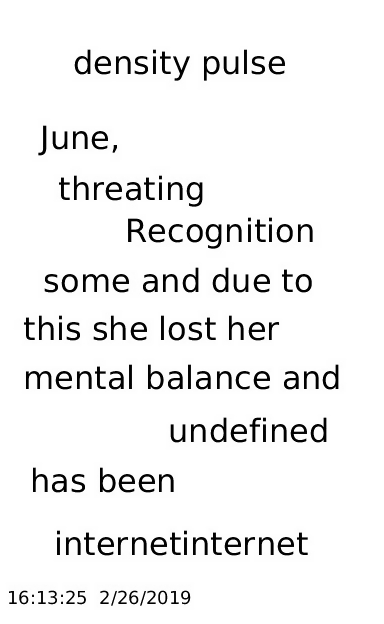 density pulse
June,
threating
Recognition
some and due to
this she lost her
mental balance and
undefined
has been
internetinternet
16:13:25 2/26/2019